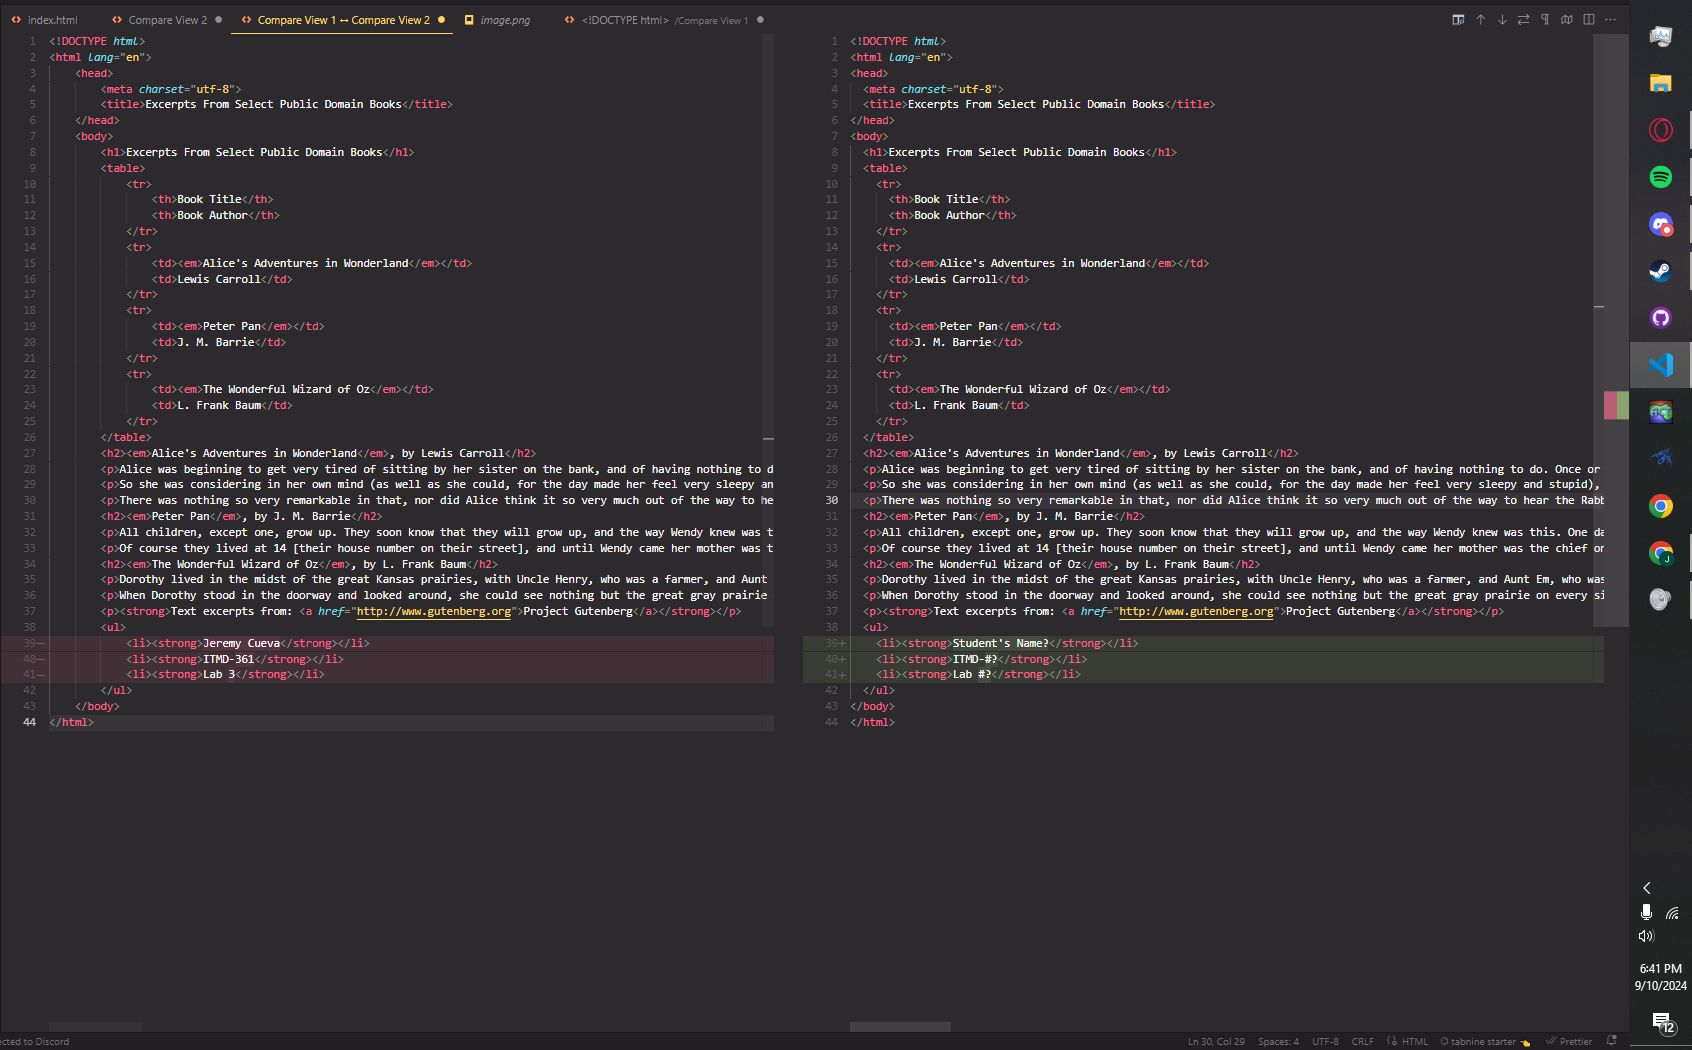 index.html
Compare View 2
Compare View 1 ↔ Compare View 2
image.png
<!DOCTYPE html> /Compare View 1
1 <!DOCTYPE html>
2 <html lang="en">
3 <head>
4 <meta charset="utf-8">
5 <title>Excerpts From Select Public Domain Books</title>
6 </head>
7 <body>
8 <h1>Excerpts From Select Public Domain Books</h1>
9 <table>
10 <tr>
11 <th>Book Title</th>
12 <th>Book Author</th>
13 </tr>
14 <tr>
15 <td><em>Alice's Adventures in Wonderland</em></td>
16 <td>Lewis Carroll</td>
17 </tr>
18 <tr>
19 <td><em>Peter Pan</em></td>
20 <td>J. M. Barrie</td>
21 </tr>
22 <tr>
23 <td><em>The Wonderful Wizard of Oz</em></td>
24 <td>L. Frank Baum</td>
25 </tr>
26 </table>
27 <h2><em>Alice's Adventures in Wonderland</em>, by Lewis Carroll</h2>
28 <p>Alice was beginning to get very tired of sitting by her sister on the bank, and of having nothing to d
29 <p>So she was considering in her own mind (as well as she could, for the day made her feel very sleepy an
30 <p>There was nothing so very remarkable in that, nor did Alice think it so very much out of the way to he
31 <h2><em>Peter Pan</em>, by J. M. Barrie</h2>
32 <p>All children, except one, grow up. They soon know that they will grow up, and the way Wendy knew was t
33 <p>Of course they lived at 14 [their house number on their street], and until Wendy came her mother was t
34 <h2><em>The Wonderful Wizard of Oz</em>, by L. Frank Baum</h2>
35 <p>Dorothy lived in the midst of the great Kansas prairies, with Uncle Henry, who was a farmer, and Aunt
36 <p>When Dorothy stood in the doorway and looked around, she could see nothing but the great gray prairie
37 <p><strong>Text excerpts from: <a href="http://www.gutenberg.org">Project Gutenberg</a></strong></p>
38 <ul>
39— <li><strong>Jeremy Cueva</strong></li>
40— <li><strong>ITMD-361</strong></li>
41— <li><strong>Lab 3</strong></li>
42 </ul>
43 </body>
44 </html>
1 <!DOCTYPE html>
2 <html lang="en">
3 <head>
4 <meta charset="utf-8">
5 <title>Excerpts From Select Public Domain Books</title>
6 </head>
7 <body>
8 <h1>Excerpts From Select Public Domain Books</h1>
9 <table>
10 <tr>
11 <th>Book Title</th>
12 <th>Book Author</th>
13 </tr>
14 <tr>
15 <td><em>Alice's Adventures in Wonderland</em></td>
16 <td>Lewis Carroll</td>
17 </tr>
18 <tr>
19 <td><em>Peter Pan</em></td>
20 <td>J. M. Barrie</td>
21 </tr>
22 <tr>
23 <td><em>The Wonderful Wizard of Oz</em></td>
24 <td>L. Frank Baum</td>
25 </tr>
26 </table>
27 <h2><em>Alice's Adventures in Wonderland</em>, by Lewis Carroll</h2>
28 <p>Alice was beginning to get very tired of sitting by her sister on the bank, and of having nothing to do. Once or
29 <p>So she was considering in her own mind (as well as she could, for the day made her feel very sleepy and stupid),
30 <p>There was nothing so very remarkable in that, nor did Alice think it so very much out of the way to hear the Rabb
31 <h2><em>Peter Pan</em>, by J. M. Barrie</h2>
32 <p>All children, except one, grow up. They soon know that they will grow up, and the way Wendy knew was this. One da
33 <p>Of course they lived at 14 [their house number on their street], and until Wendy came her mother was the chief on
34 <h2><em>The Wonderful Wizard of Oz</em>, by L. Frank Baum</h2>
35 <p>Dorothy lived in the midst of the great Kansas prairies, with Uncle Henry, who was a farmer, and Aunt Em, who was
36 <p>When Dorothy stood in the doorway and looked around, she could see nothing but the great gray prairie on every si
37 <p><strong>Text excerpts from: <a href="http://www.gutenberg.org">Project Gutenberg</a></strong></p>
38 <ul>
39+ <li><strong>Student's Name?</strong></li>
40+ <li><strong>ITMD-#?</strong></li>
41+ <li><strong>Lab #?</strong></li>
42 </ul>
43 </body>
44 </html>
6:41 PM
9/10/2024
12
ected to Discord
Ln 30, Col 29 Spaces: 4 UTF-8 CRLF HTML tabnine starter Prettier